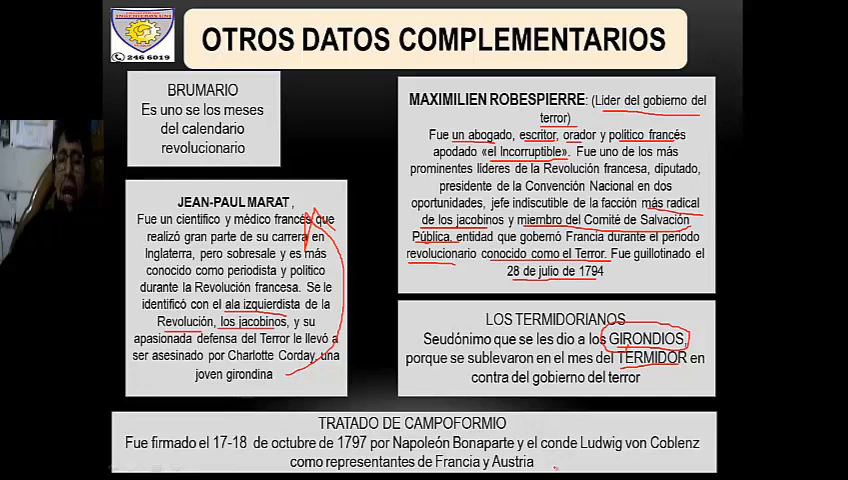 INGENIEROS UNI
246 6019
OTROS DATOS COMPLEMENTARIOS
BRUMARIO
Es uno se los meses
del calendario
revolucionario
JEAN-PAUL MARAT ,
Fue un científico y médico francés que
realizó gran parte de su carrera en
Inglaterra, pero sobresale y es más
conocido como periodista y político
durante la Revolución francesa. Se le
identificó con el ala izquierdista de la
Revolución, los jacobinos, y su
apasionada defensa del Terror le llevó a
ser asesinado por Charlotte Corday, una
joven girondina
MAXIMILIEN ROBESPIERRE: (Líder del gobierno del
terror)
Fue un abogado, escritor, orador y político francés
apodado «el Incorruptible». Fue uno de los más
prominentes líderes de la Revolución francesa, diputado,
presidente de la Convención Nacional en dos
oportunidades, jefe indiscutible de la facción más radical
de los jacobinos y miembro del Comité de Salvación
Pública, entidad que gobernó Francia durante el periodo
revolucionario conocido como el Terror. Fue guillotinado el
28 de julio de 1794
LOS TERMIDORIANOS
Seudónimo que se les dio a los GIRONDIOS,
porque se sublevaron en el mes del TERMIDOR en
contra del gobierno del terror
TRATADO DE CAMPOFORMIO
Fue firmado el 17-18 de octubre de 1797 por Napoleón Bonaparte y el conde Ludwig von Coblenz
como representantes de Francia y Austria